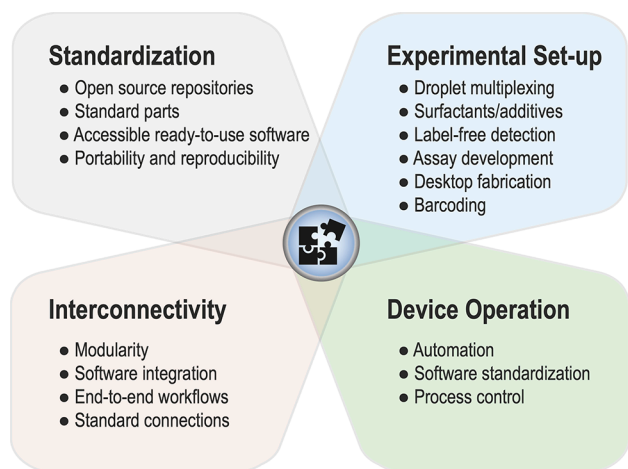 Standardization
● Open source repositories
● Standard parts
● Accessible ready-to-use software
● Portability and reproducibility
Experimental Set-up
● Droplet multiplexing
● Surfactants/additives
● Label-free detection
● Assay development
● Desktop fabrication
● Barcoding
Interconnectivity
● Modularity
● Software integration
● End-to-end workflows
● Standard connections
Device Operation
● Automation
● Software standardization
● Process control